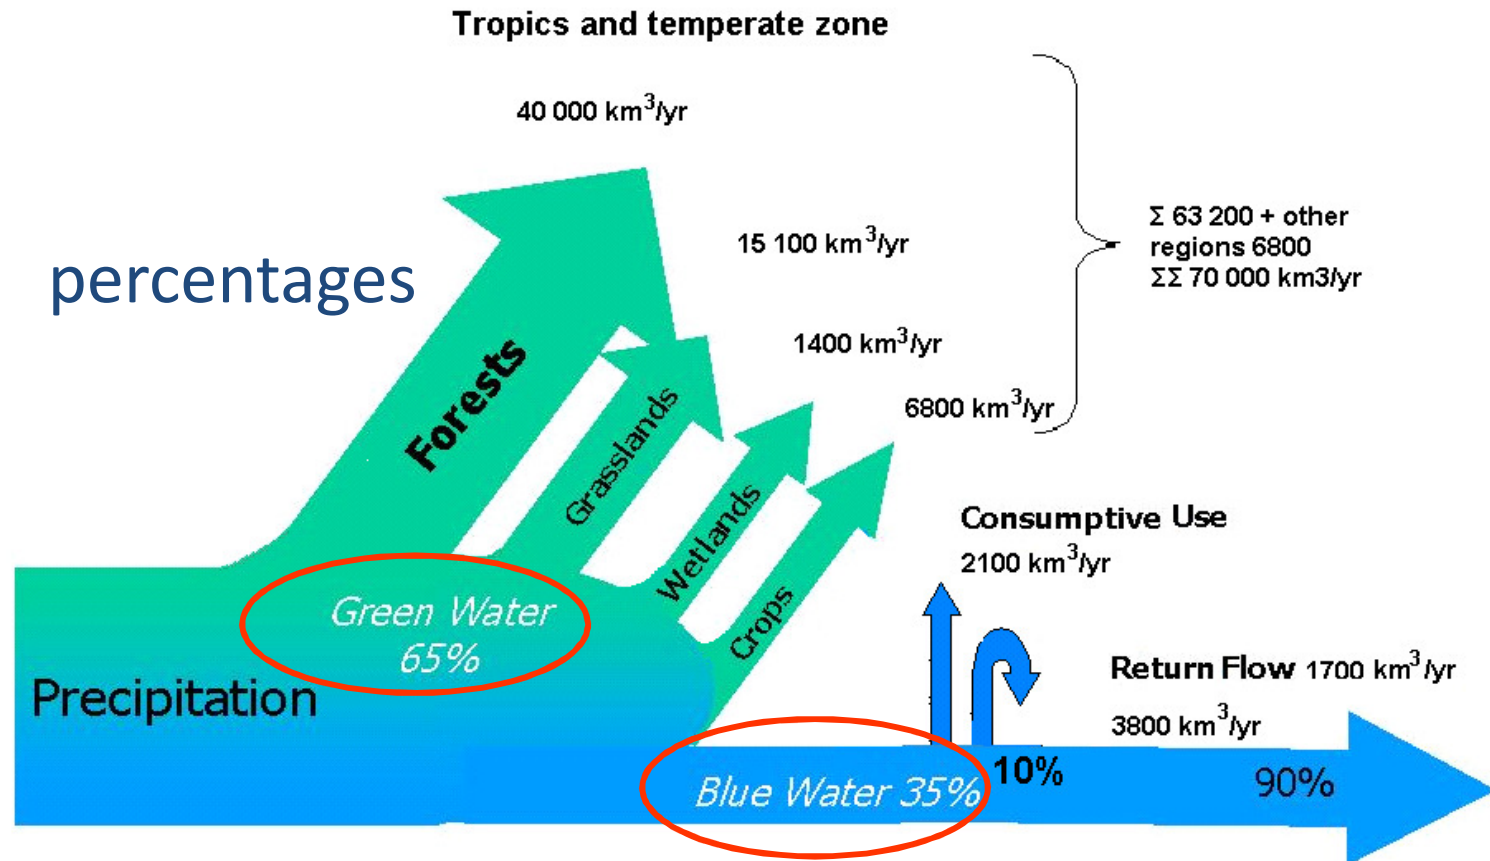 Tropics and temperate zone
40 000 km³/yr
15 100 km³/yr
percentages
1400 km³/yr
6800 km³/yr
Σ 63 200 + other
regions 6800
ΣΣ 70 000 km3/yr
Forests
Grasslands
Wetlands
Crops
Consumptive Use
2100 km³/yr
Green Water
65%
Precipitation
Return Flow 1700 km³/yr
3800 km³/yr
Blue Water 35%
10%
90%